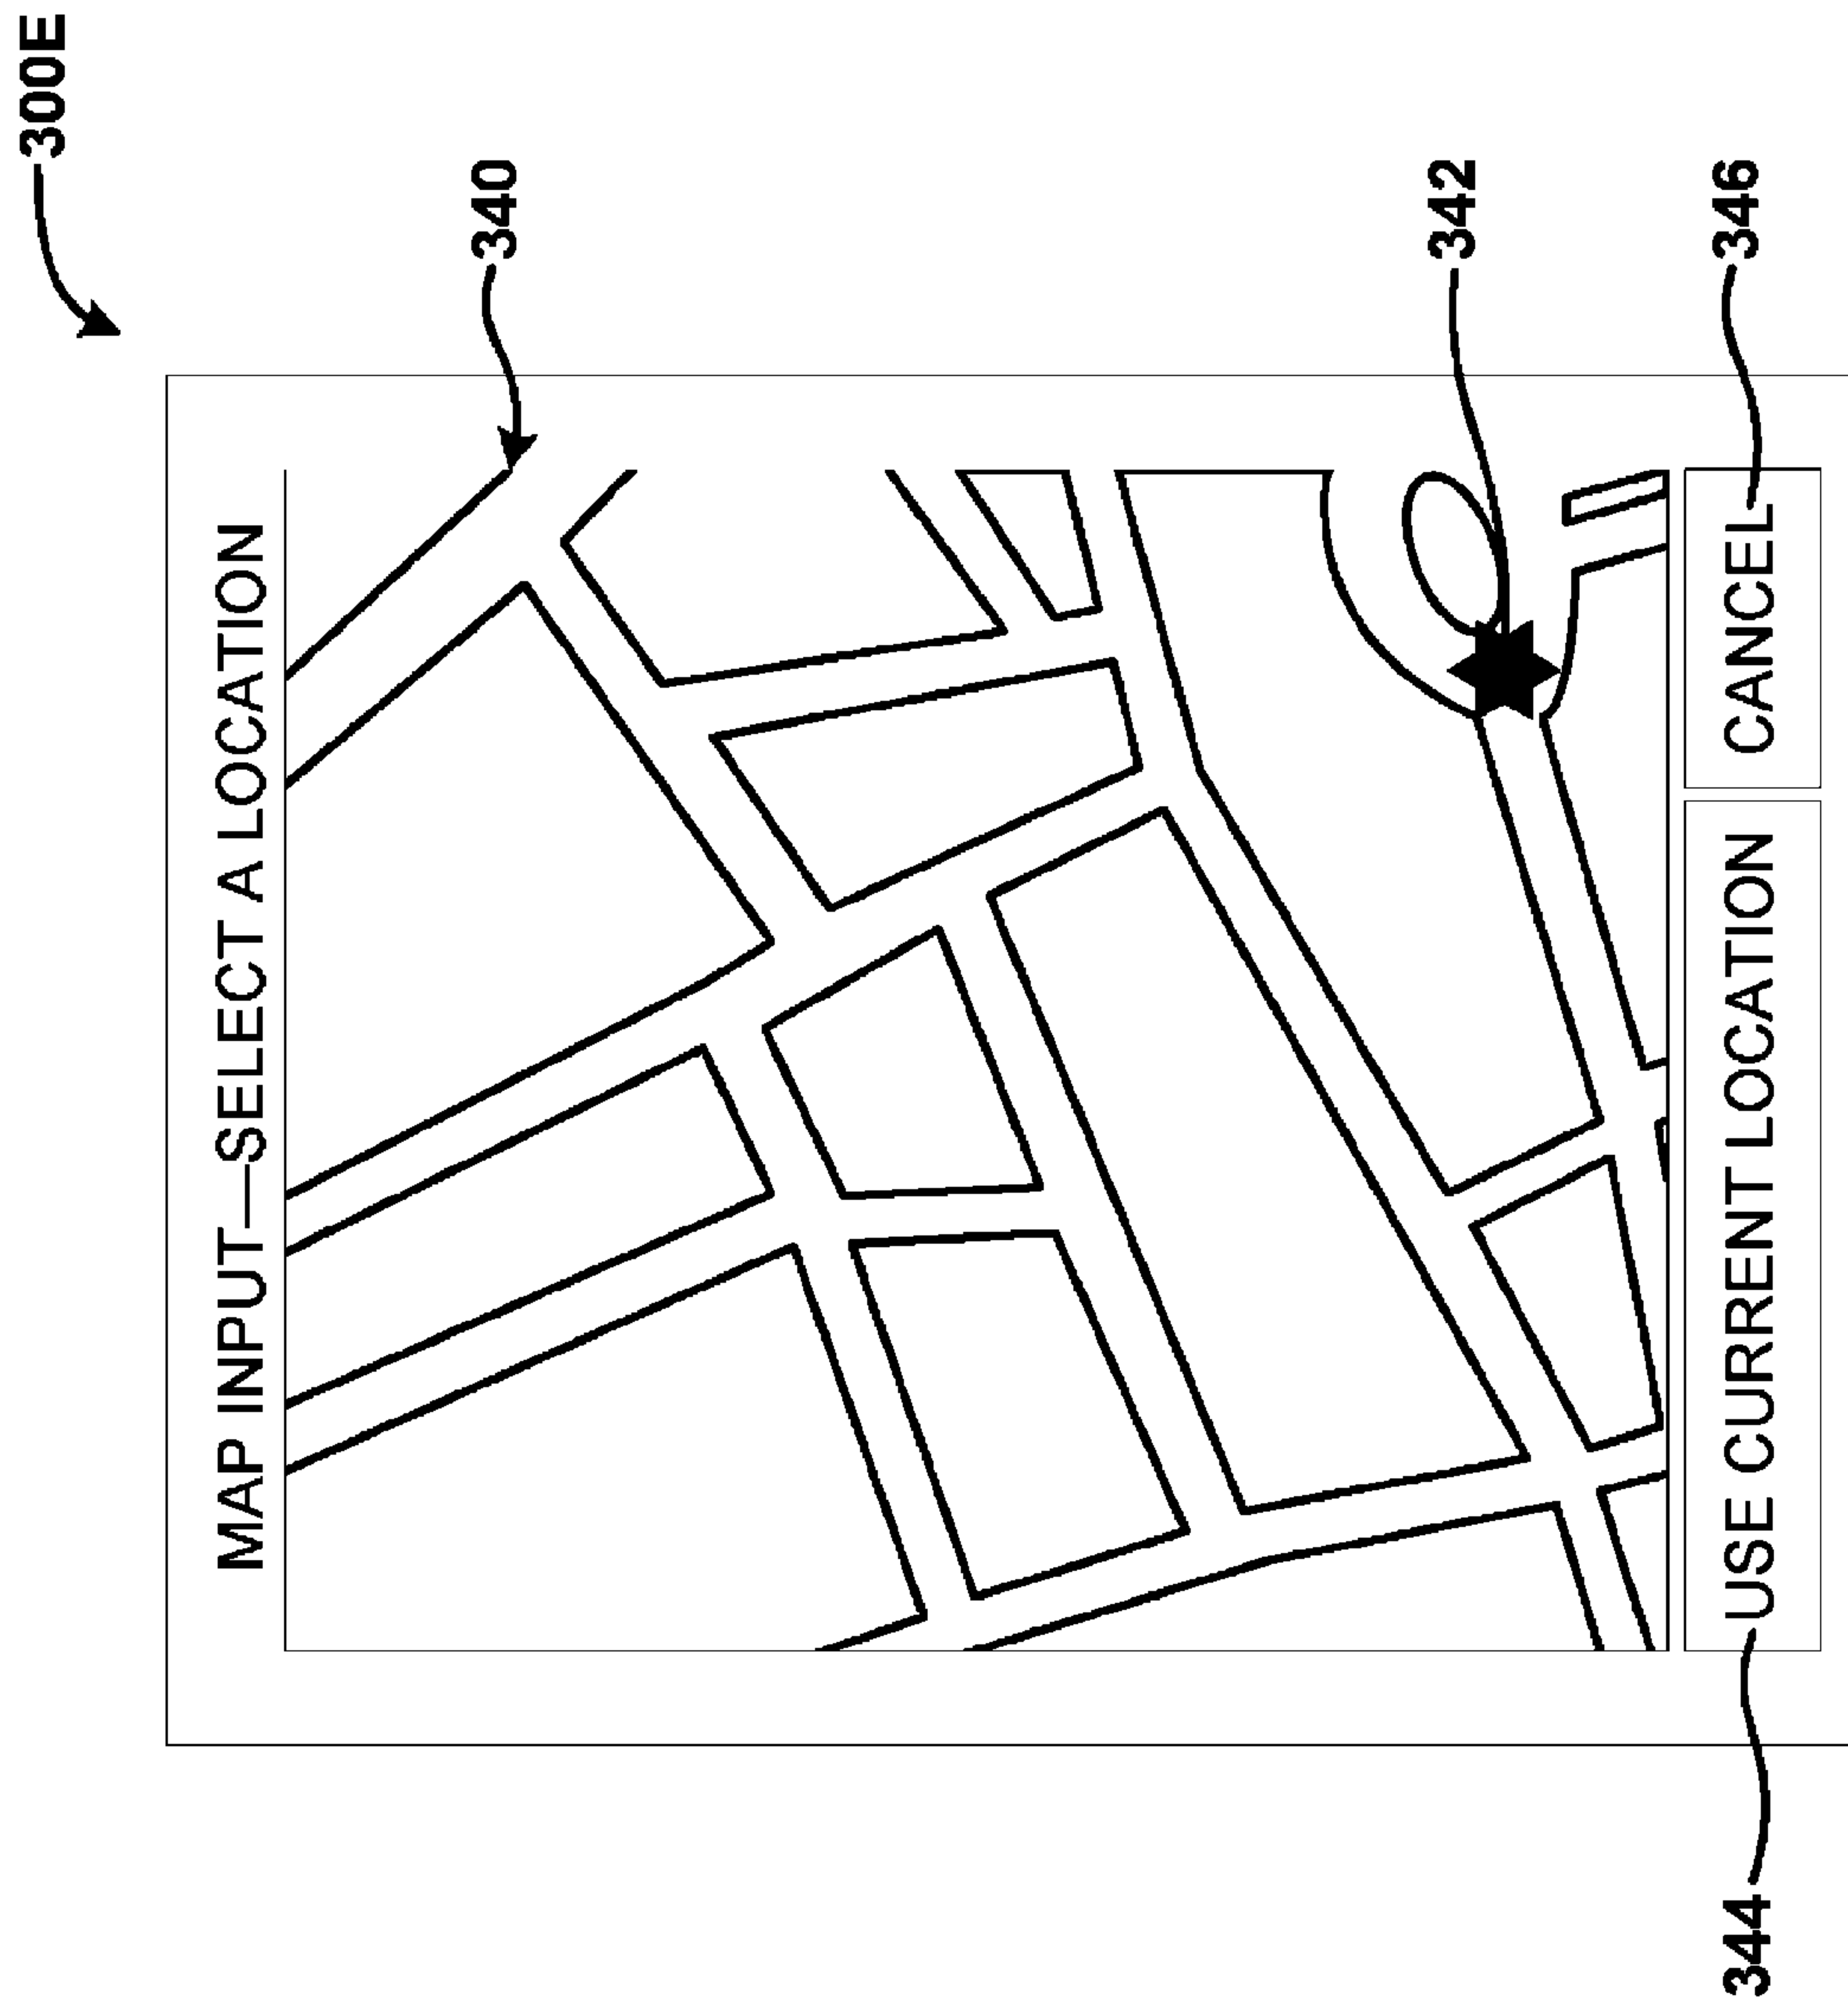 300E
MAP INPUT—SELECT A LOCATION
340
342
344
USE CURRENT LOCATION
CANCEL
346